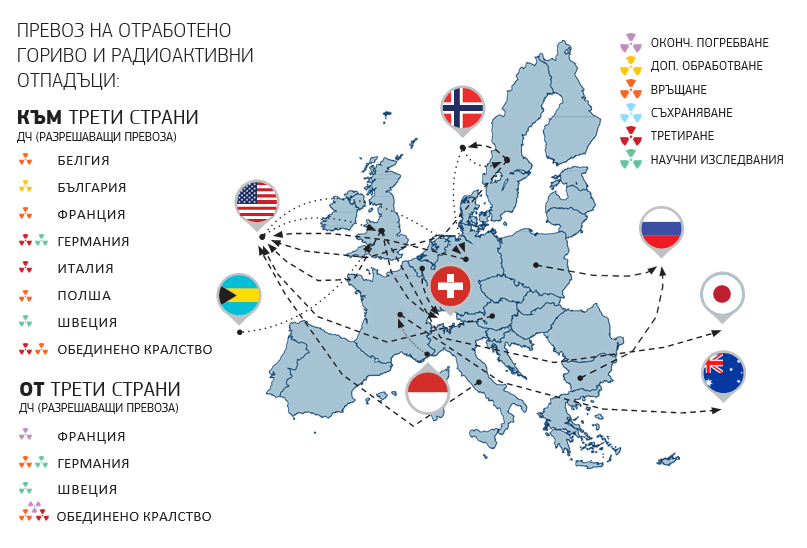 ПРЕВОЗ НА ОТРАБОТЕНО
ГОРИВО И РАДИОАКТИВНИ
ОТПАДЪЦИ:
КЪМ ТРЕТИ СТРАНИ
ДЧ (РАЗРЕШАВАЩИ ПРЕВОЗА)
БЕЛГИЯ
БЪЛГАРИЯ
ФРАНЦИЯ
ГЕРМАНИЯ
ИТАЛИЯ
ПОЛША
ШВЕЦИЯ
ОБЕДИНЕНО КРАЛСТВО
ОТ ТРЕТИ СТРАНИ
ДЧ (РАЗРЕШАВАЩИ ПРЕВОЗА)
ФРАНЦИЯ
ГЕРМАНИЯ
ШВЕЦИЯ
ОБЕДИНЕНО КРАЛСТВО
ОКОНЧ. ПОГРЕБВАНЕ
ДОП. ОБРАБОТВАНЕ
ВРЪЩАНЕ
СЪХРАНЯВАНЕ
ТРЕТИРАНЕ
НАУЧНИ ИЗСЛЕДВАНИЯ